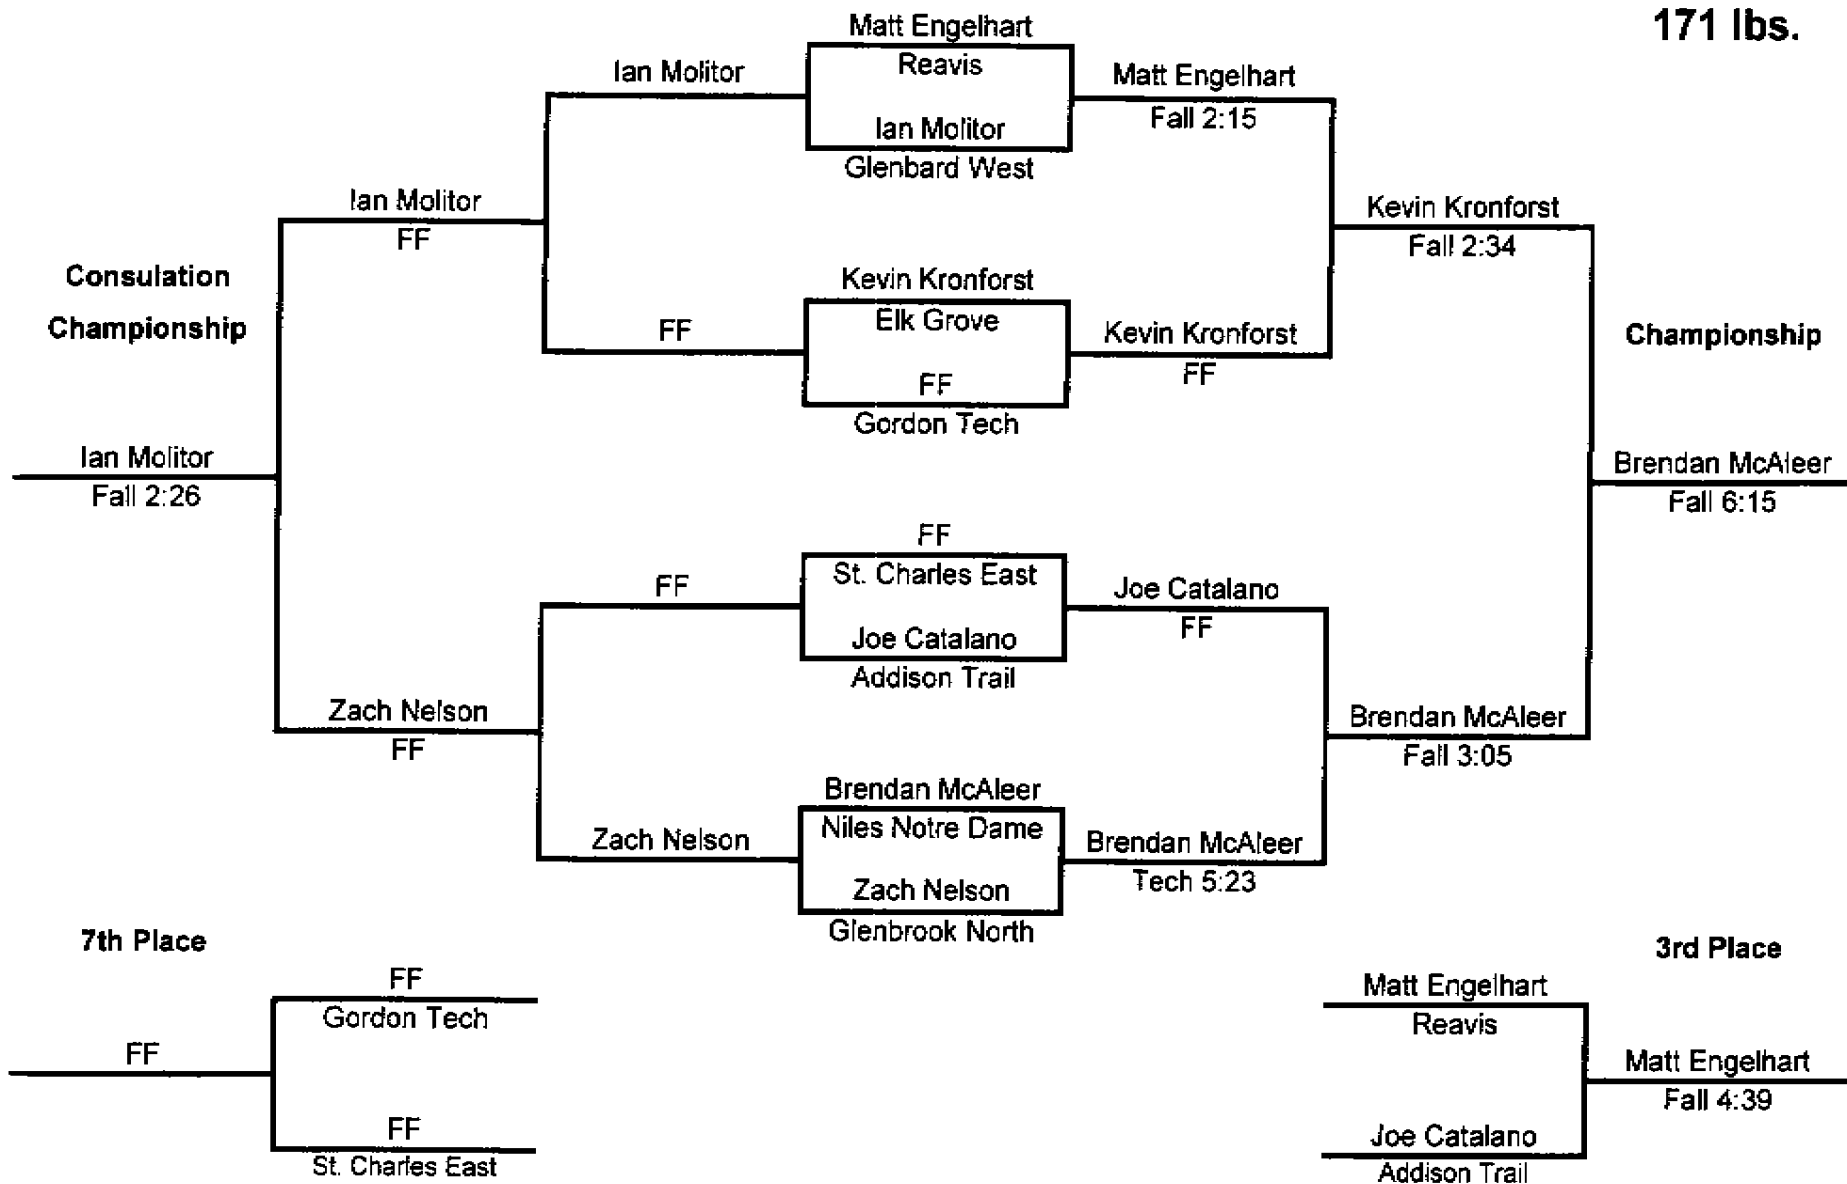 171 lbs.
Matt Engelhart
Reavis
Ian Molitor
Glenbard West
Kevin Kronforst
Elk Grove
FF
Gordon Tech
FF
St. Charles East
Joe Catalano
Addison Trail
Brendan McAleer
Niles Notre Dame
Zach Nelson
Glenbrook North
Matt Engelhart
Fall 2:15
Kevin Kronforst
FF
Joe Catalano
FF
Brendan McAleer
Tech 5:23
Kevin Kronforst
Fall 2:34
Brendan McAleer
Fall 3:05
Championship
Brendan McAleer
Fall 6:15
Ian Molitor
FF
FF
Zach Nelson
Ian Molitor
FF
Zach Nelson
FF
Consulation
Championship
Ian Molitor
Fall 2:26
7th Place
FF
Gordon Tech
FF
FF
St. Charles East
3rd Place
Matt Engelhart
Reavis
Matt Engelhart
Fall 4:39
Joe Catalano
Addison Trail